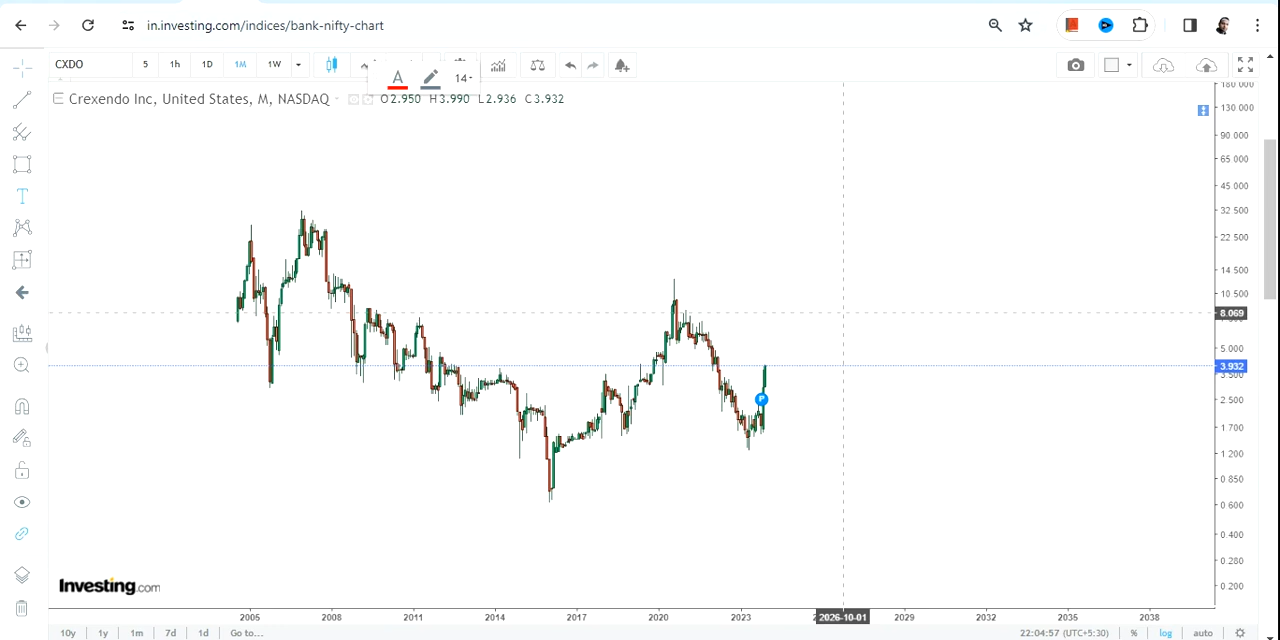 in.investing.com/indices/bank-nifty-chart
CXDO 5 1h 1D 1M 1W
A 14
Crexendo Inc, United States, M, NASDAQ O2.950 H3.990 L2.936 C3.932
130 000
90 000
65 000
45 000
32 500
22 500
14 500
10 500
8.069
5 000
3.932
2 500
1 700
1 200
0 850
0 600
0 400
0 280
0 200
P
Investing.com
2005 2008 2011 2014 2017 2020 2023 2026-10-01 2029 2032 2035 2038
10y 1y 1m 7d 1d Go to... 22:04:57 (UTC+5:30) % log auto